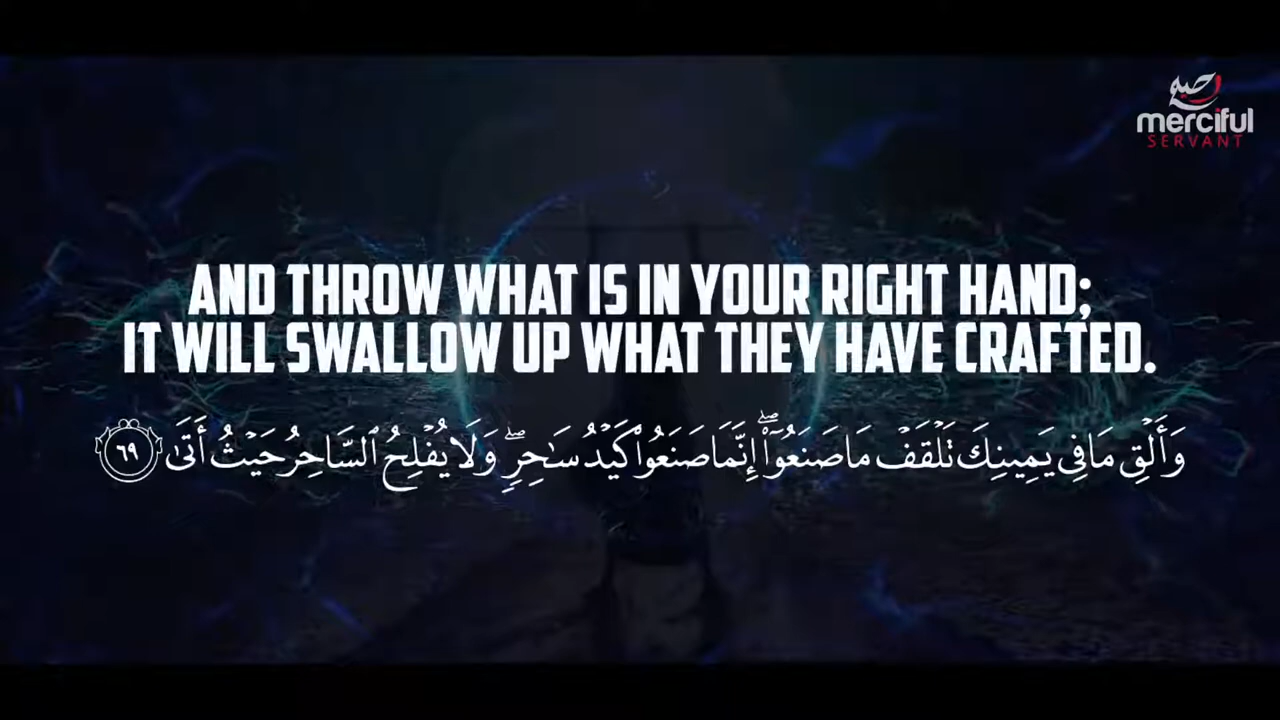 رحيم
merciful
SERVANT
AND THROW WHAT IS IN YOUR RIGHT HAND;
IT WILL SWALLOW UP WHAT THEY HAVE CRAFTED.
وَأَلْقِ مَا فِي يَمِينِكَ تَلْقَفْ مَا صَنَعُوٓا۟ ۖ إِنَّمَا صَنَعُوا۟ كَيْدُ سَـٰحِرٍ ۖ وَلَا يُفْلِحُ ٱلسَّاحِرُ حَيْثُ أَتَىٰ ٦٩